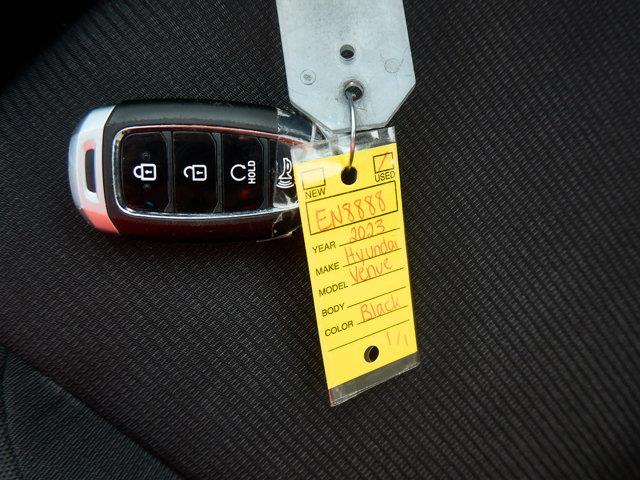 HOLD
NEW USED
EN8888
YEAR 2023
MAKE Hyundai
MODEL Venue
BODY
COLOR Black
1/1